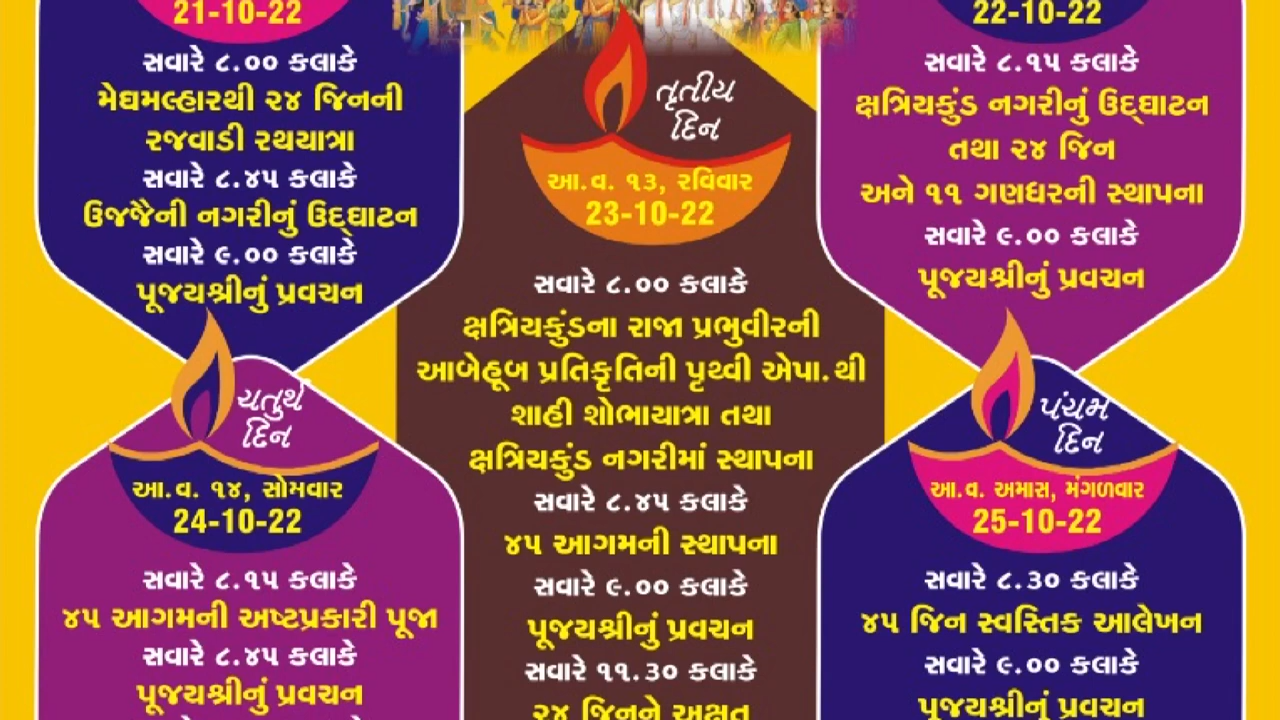 21-10-22
સવારે ૮.૦૦ કલાકે
મેઘમલ્હારથી ૨૪ જિનની
રજવાડી રથયાત્રા
સવારે ૮.૪૫ કલાકે
ઉજ્જૈની નગરીનું ઉદ્‌ઘાટન
સવારે ૯.૦૦ કલાકે
પૂજ્યશ્રીનું પ્રવચન
22-10-22
સવારે ૮.૧૫ કલાકે
ક્ષત્રિયકુંડ નગરીનું ઉદ્‌ઘાટન
તથા ૨૪ જિન
અને ૧૧ ગણધરની સ્થાપના
સવારે ૯.૦૦ કલાકે
પૂજ્યશ્રીનું પ્રવચન
તૃતીય
દિન
આ.વ. ૧૩, રવિવાર
23-10-22
સવારે ૮.૦૦ કલાકે
ક્ષત્રિયકુંડના રાજા પ્રભુવીરની
આબેહૂબ પ્રતિકૃતિની પૃથ્વી એપા.થી
શાહી શોભાયાત્રા તથા
ક્ષત્રિયકુંડ નગરીમાં સ્થાપના
સવારે ૮.૪૫ કલાકે
૪૫ આગમની સ્થાપના
સવારે ૯.૦૦ કલાકે
પૂજ્યશ્રીનું પ્રવચન
સવારે ૧૧.૩૦ કલાકે
૨૪ જિનને અક્ષત
ચતુર્થ
દિન
આ.વ. ૧૪, સોમવાર
24-10-22
સવારે ૮.૧૫ કલાકે
૪૫ આગમની અષ્ટપ્રકારી પૂજા
સવારે ૮.૪૫ કલાકે
પૂજ્યશ્રીનું પ્રવચન
પંચમ
દિન
આ.વ. અમાસ, મંગળવાર
25-10-22
સવારે ૮.૩૦ કલાકે
૪૫ જિન સ્વસ્તિક આલેખન
સવારે ૯.૦૦ કલાકે
પૂજ્યશ્રીનું પ્રવચન